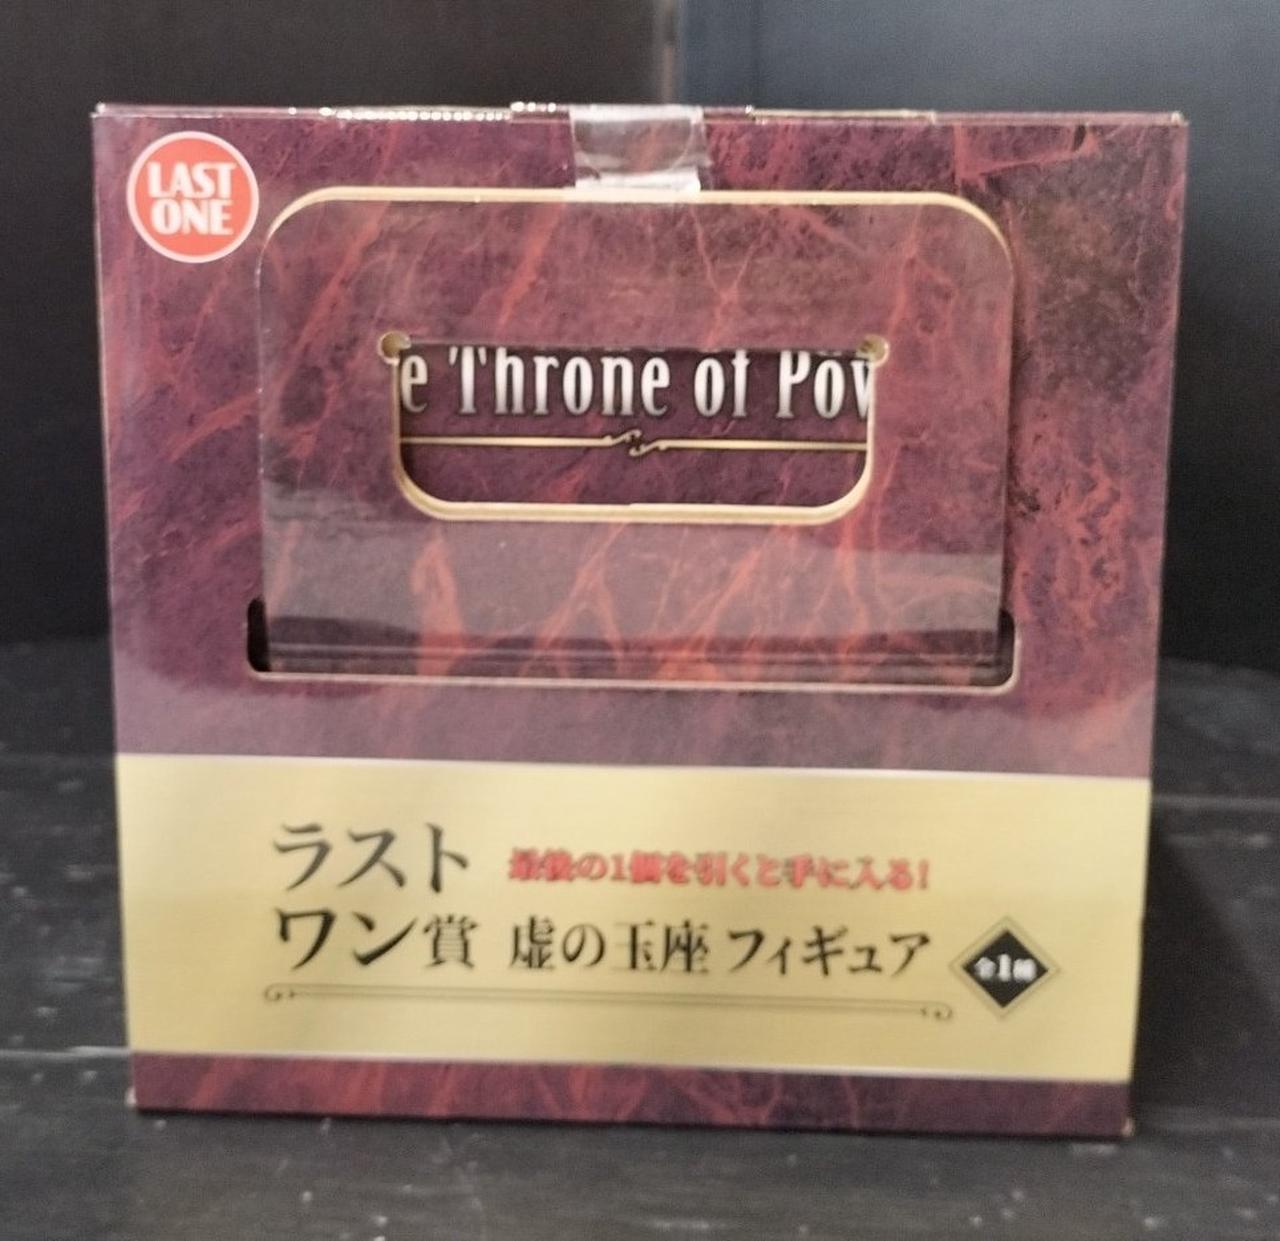 LAST
ONE
e Throne of Pow
ラスト
最後の1個を引くと手に入る!
ワン賞 虚の玉座 フィギュア
全1種